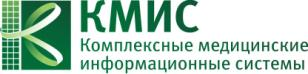 КМИС
Комплексные медицинские
информационные системы